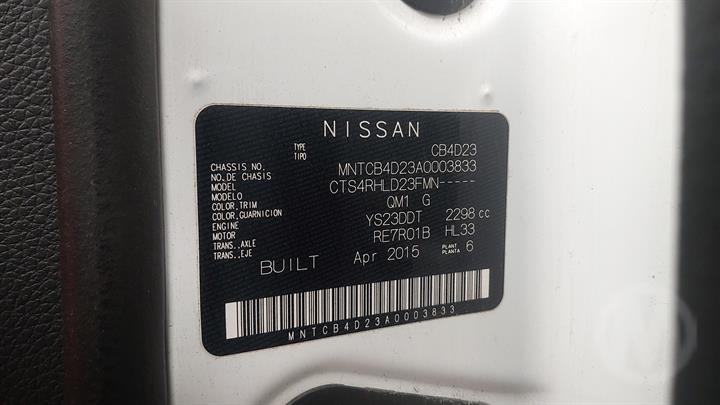 NISSAN
TYPE
TIPO
CB4D23
CHASSIS NO.
NO.DE CHASIS
MNTCB4D23A0003833
MODEL
MODELO
CTS4RHLD23FMN-----
COLOR,TRIM
COLOR,GUARNICION
QM1 G
ENGINE
MOTOR
YS23DDT 2298 cc
TRANS.,AXLE
TRANS.,EJE
RE7R01B HL33
BUILT Apr 2015
PLANT
PLANTA
6
MNTCB4D23A0003833
M